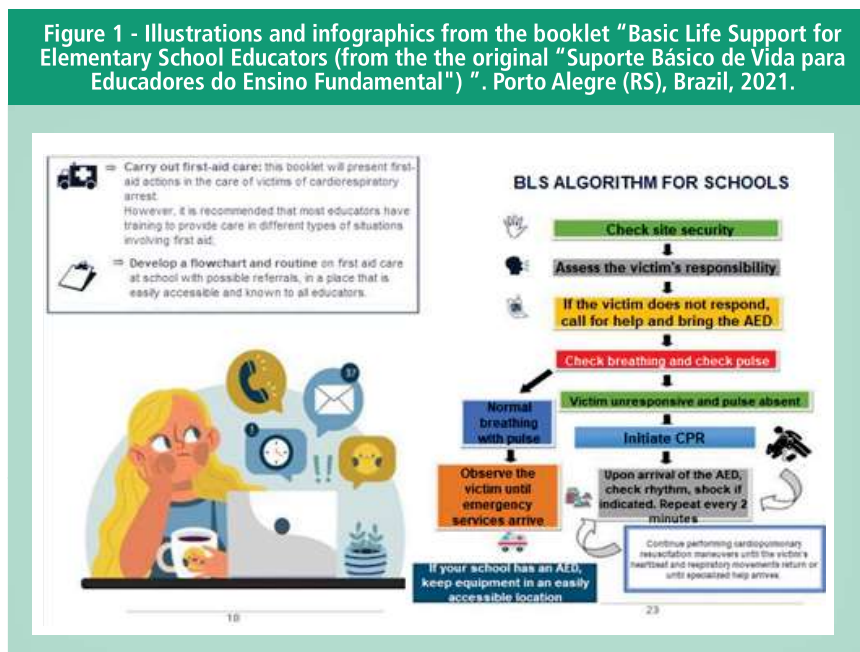 Figure 1 - Illustrations and infographics from the booklet “Basic Life Support for
Elementary School Educators (from the the original “Suporte Básico de Vida para
Educadores do Ensino Fundamental") ”. Porto Alegre (RS), Brazil, 2021.
⇒ Carry out first-aid care: this booklet will present first-
aid actions in the care of victims of cardiorespiratory
arrest.
However, it is recommended that most educators have
training to provide care in different types of situations
involving first aid;
⇒ Develop a flowchart and routine on first aid care
at school with possible referrals, in a place that is
easily accessible and known to all educators.
37
!
!!
18
BLS ALGORITHM FOR SCHOOLS
Check site security
Assess the victim's responsibility
If the victim does not respond,
call for help and bring the AED
Check breathing and check pulse
Normal
breathing
with pulse
Victim unresponsive and pulse absent
Initiate CPR
Observe the
victim until
emergency
services arrive
Upon arrival of the AED,
check rhythm, shock if
indicated. Repeat every 2
minutes
Continue performing cardiopulmonary
resuscitation maneuvers until the victim's
heartbeat and respiratory movements return or
until specialized help arrives.
If your school has an AED,
keep equipment in an easily
accessible location
23